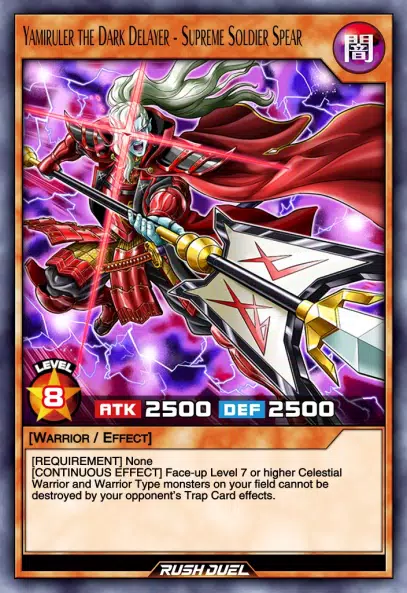 Yamiruler the Dark Delayer - Supreme Soldier Spear
闇
LEVEL
8
ATK 2500 DEF 2500
[Warrior / Effect]
[REQUIREMENT] None
[CONTINUOUS EFFECT] Face-up Level 7 or higher Celestial
Warrior and Warrior Type monsters on your field cannot be
destroyed by your opponent's Trap Card effects.
RUSH DUEL